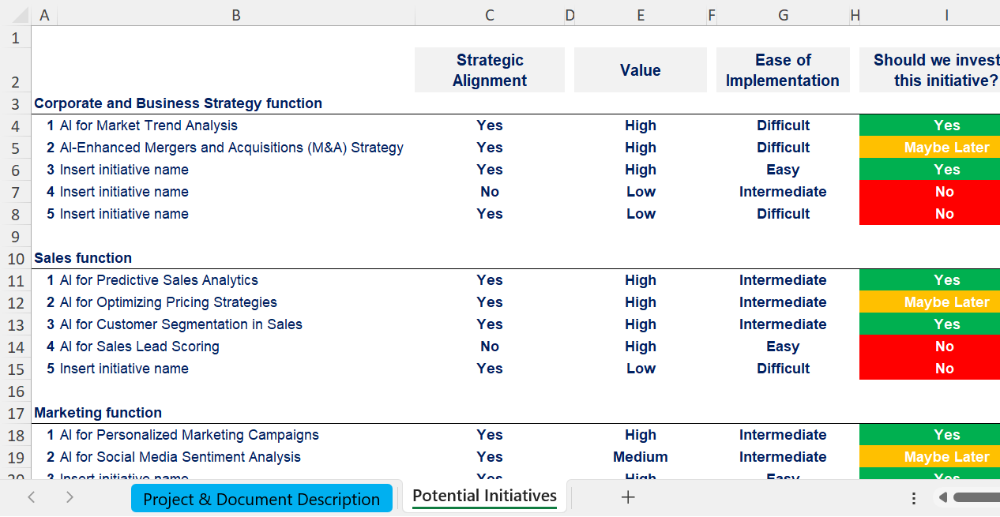 A B C D E F G H I
1
2 Strategic Alignment Value Ease of Implementation Should we invest this initiative?
3 Corporate and Business Strategy function
4 1 AI for Market Trend Analysis Yes High Difficult Yes
5 2 AI-Enhanced Mergers and Acquisitions (M&A) Strategy Yes High Difficult Maybe Later
6 3 Insert initiative name Yes High Easy Yes
7 4 Insert initiative name No Low Intermediate No
8 5 Insert initiative name Yes Low Difficult No
9
10 Sales function
11 1 AI for Predictive Sales Analytics Yes High Intermediate Yes
12 2 AI for Optimizing Pricing Strategies Yes High Intermediate Maybe Later
13 3 AI for Customer Segmentation in Sales Yes High Intermediate Yes
14 4 AI for Sales Lead Scoring No High Easy No
15 5 Insert initiative name Yes Low Difficult No
16
17 Marketing function
18 1 AI for Personalized Marketing Campaigns Yes High Intermediate Yes
19 2 AI for Social Media Sentiment Analysis Yes Medium Intermediate Maybe Later
20 3 Insert initiative name Yes High Easy Yes
Project & Document Description Potential Initiatives